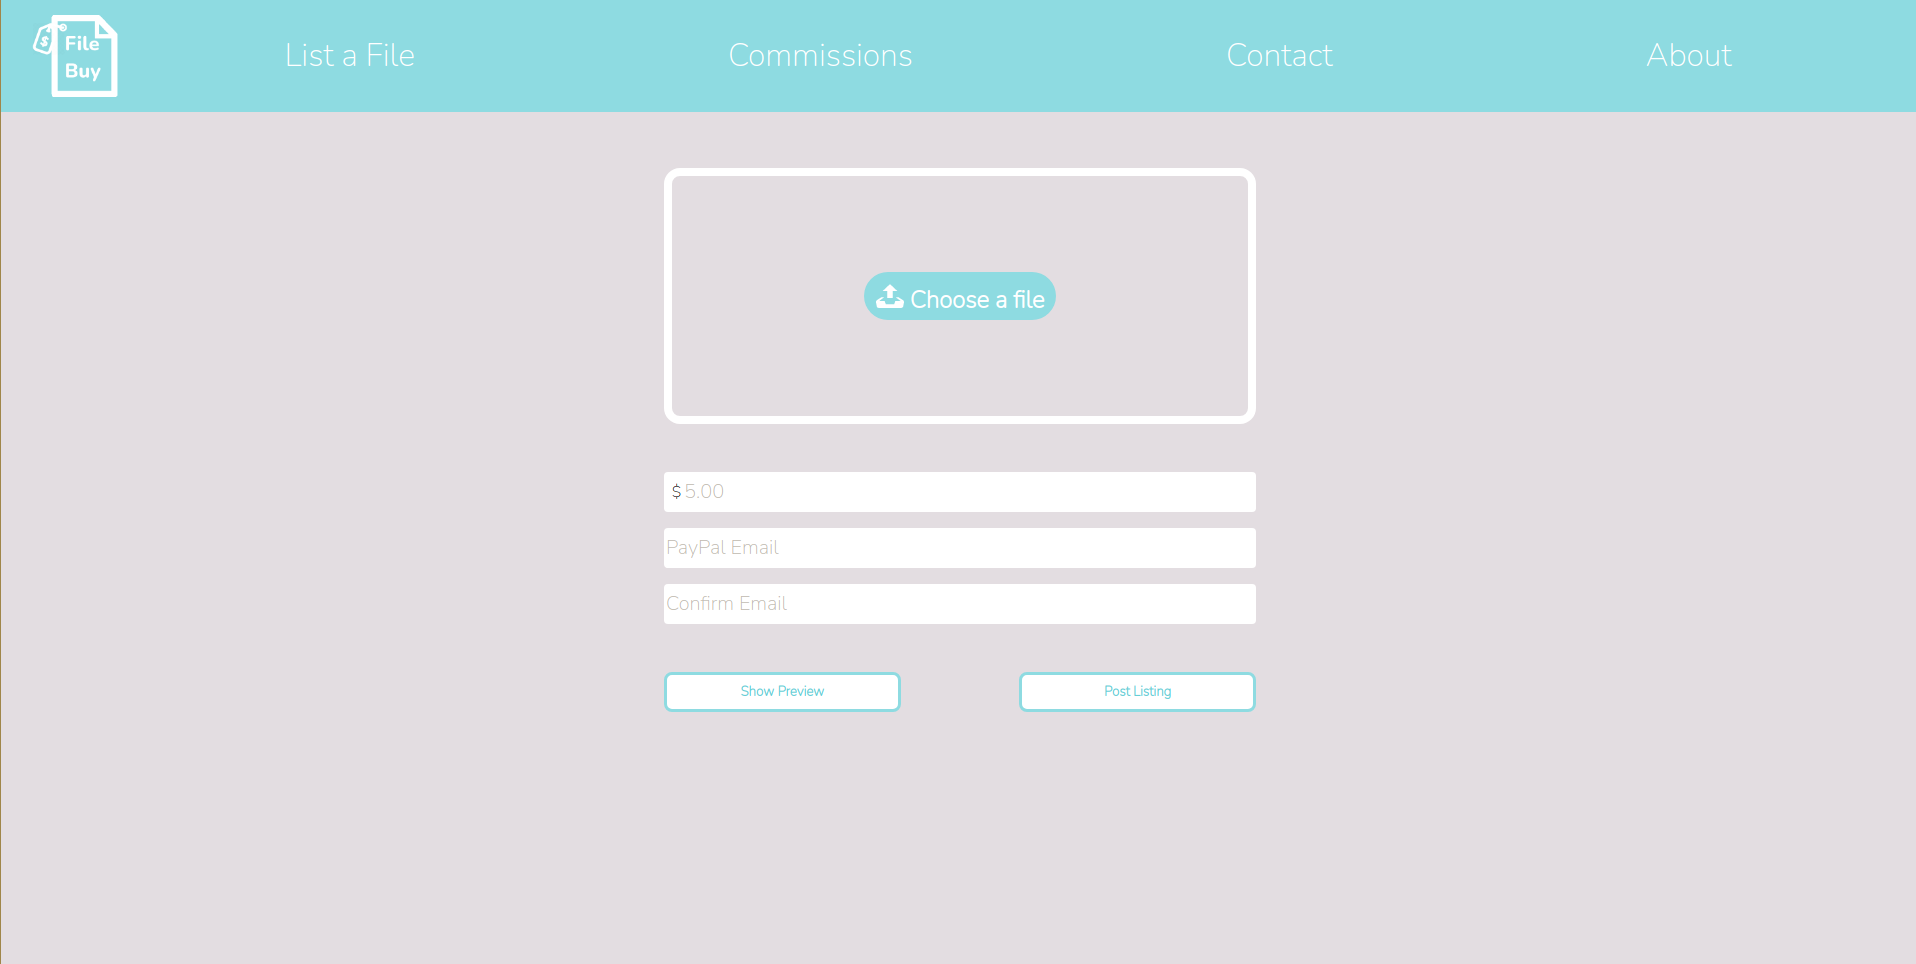 $
File
Buy
List a File
Commissions
Contact
About
Choose a file
$ 5.00
PayPal Email
Confirm Email
Show Preview
Post Listing